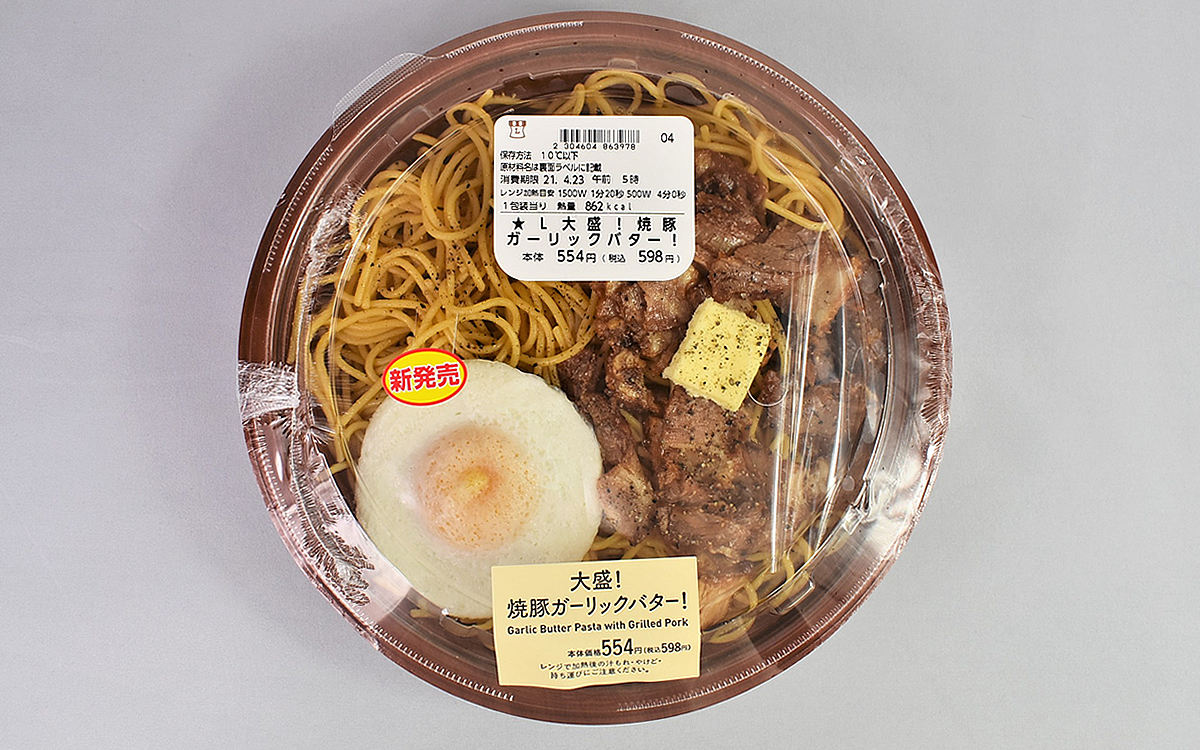 04
2 304604 863978
保存方法 10℃以下
原材料名は裏面ラベルに記載
消費期限 21. 4.23 午前 5時
レンジ加熱目安 1500W 1分20秒 500W 4分0秒
1包装当り 熱量 862kcal
★L大盛!焼豚
ガーリックバター!
本体 554円(税込 598円)
新発売
大盛!
焼豚ガーリックバター!
Garlic Butter Pasta with Grilled Pork
本体価格554円(税込598円)
レンジで加熱後の汁もれ・やけど・
持ち運びにご注意ください。